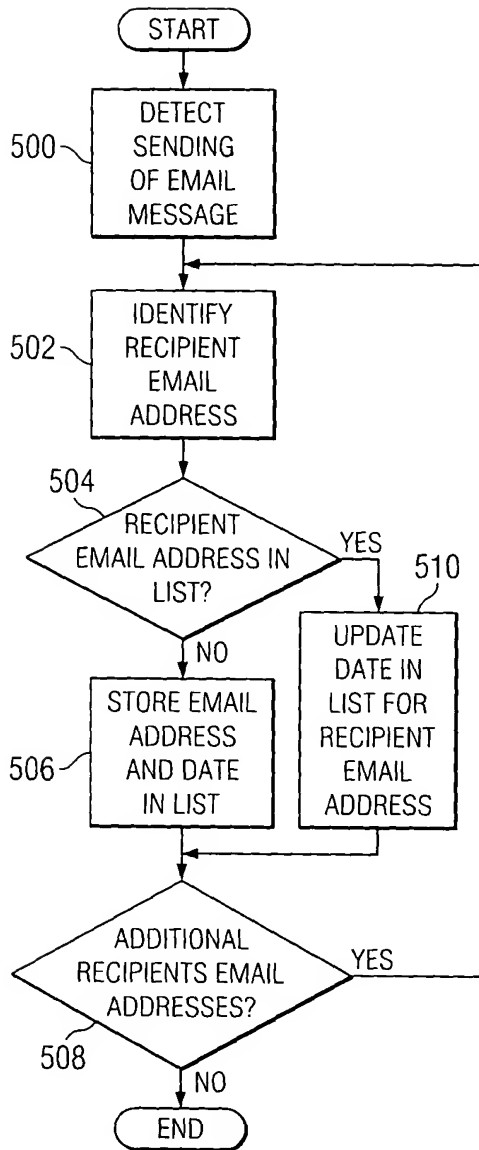 START
500
DETECT
SENDING
OF EMAIL
MESSAGE
502
IDENTIFY
RECIPIENT
EMAIL
ADDRESS
504
RECIPIENT
EMAIL ADDRESS IN
LIST?
YES
510
NO
UPDATE
DATE IN
LIST FOR
RECIPIENT
EMAIL
ADDRESS
506
STORE EMAIL
ADDRESS
AND DATE
IN LIST
ADDITIONAL
RECIPIENTS EMAIL
ADDRESSES?
YES
508
NO
END